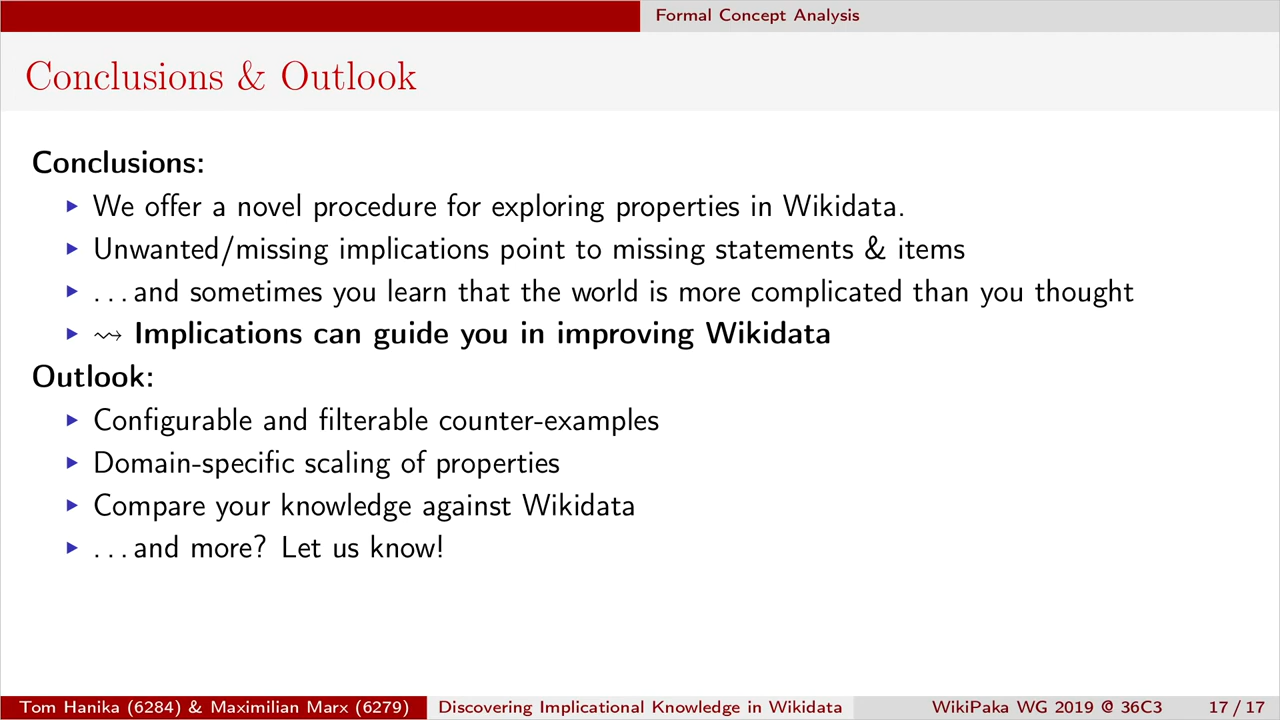 Formal Concept Analysis
Conclusions & Outlook
Conclusions:
▶ We offer a novel procedure for exploring properties in Wikidata.
▶ Unwanted/missing implications point to missing statements & items
▶ ...and sometimes you learn that the world is more complicated than you thought
▶ ⇝ Implications can guide you in improving Wikidata
Outlook:
▶ Configurable and filterable counter-examples
▶ Domain-specific scaling of properties
▶ Compare your knowledge against Wikidata
▶ ...and more? Let us know!
Tom Hanika (6284) & Maximilian Marx (6279) Discovering Implicational Knowledge in Wikidata WikiPaka WG 2019 @ 36C3 17 / 17